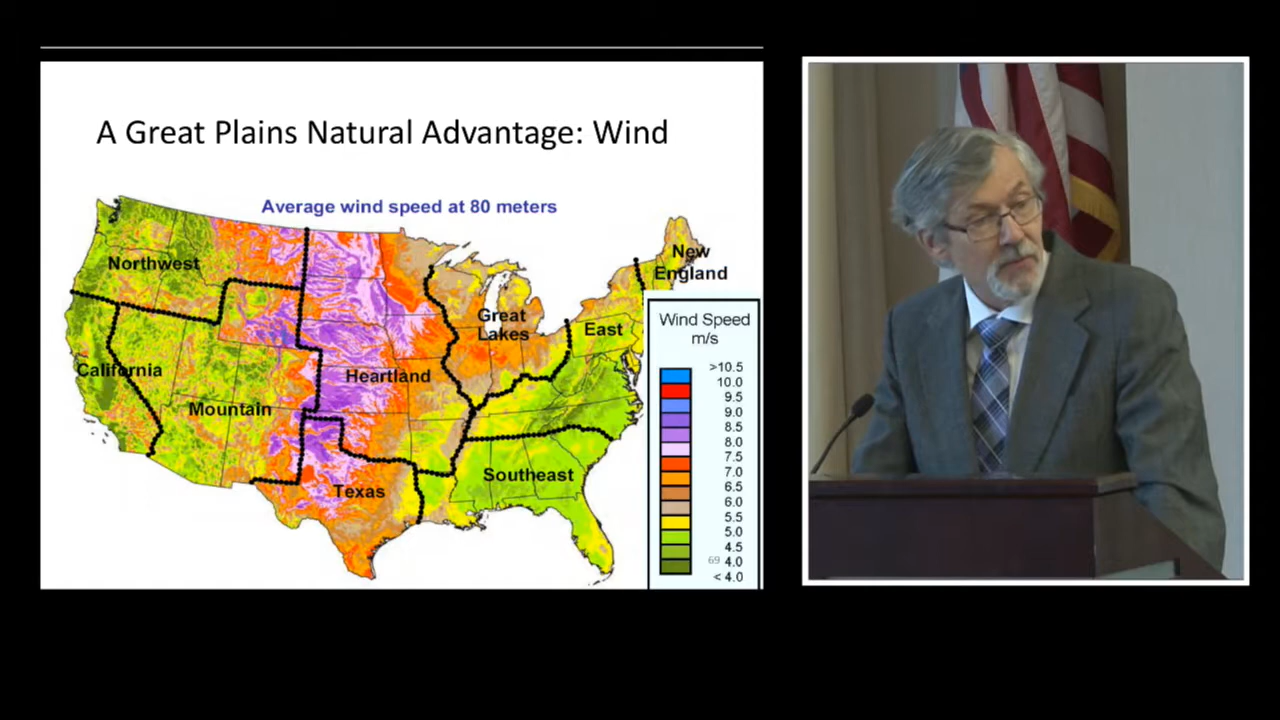 A Great Plains Natural Advantage: Wind
Average wind speed at 80 meters
Northwest
New
England
Great
Lakes
East
California
Heartland
Mountain
Southeast
Texas
Wind Speed
m/s
>10.5
10.0
9.5
9.0
8.5
8.0
7.5
7.0
6.5
6.0
5.5
5.0
4.5
69 4.0
< 4.0